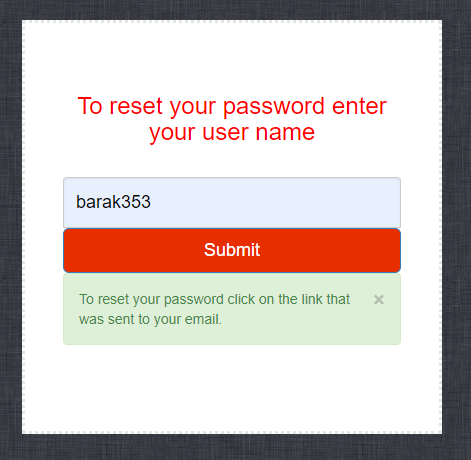 To reset your password enter
your user name
barak353
Submit
To reset your password click on the link that
was sent to your email.
×